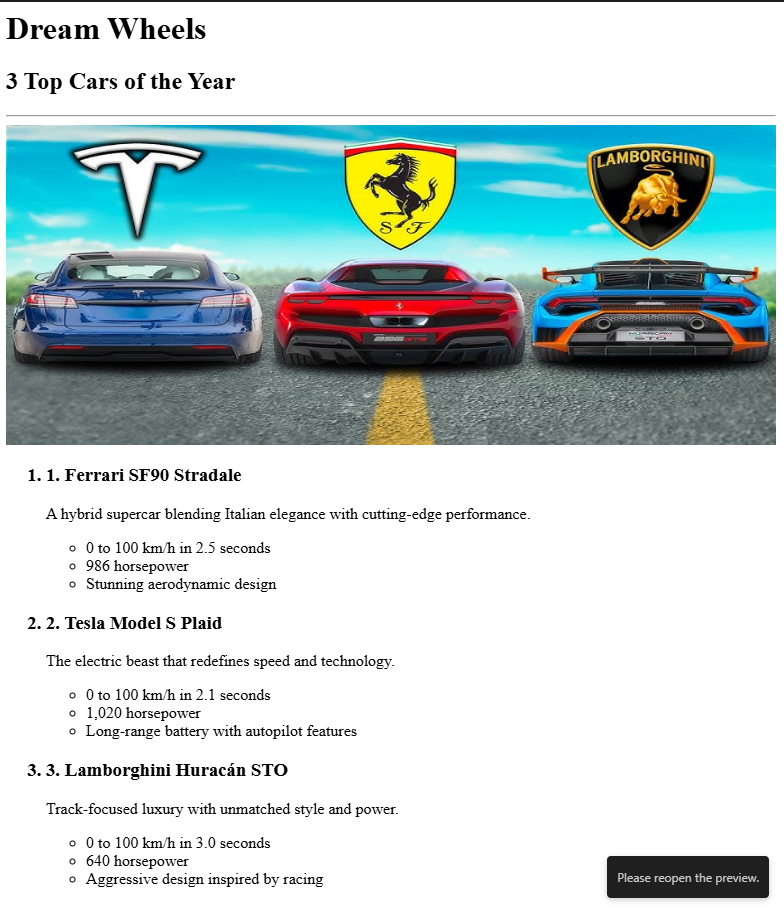 Dream Wheels
3 Top Cars of the Year
LAMBORGHINI
S F
1. 1. Ferrari SF90 Stradale
A hybrid supercar blending Italian elegance with cutting-edge performance.
0 to 100 km/h in 2.5 seconds
986 horsepower
Stunning aerodynamic design
2. 2. Tesla Model S Plaid
The electric beast that redefines speed and technology.
0 to 100 km/h in 2.1 seconds
1,020 horsepower
Long-range battery with autopilot features
3. 3. Lamborghini Huracán STO
Track-focused luxury with unmatched style and power.
0 to 100 km/h in 3.0 seconds
640 horsepower
Aggressive design inspired by racing
Please reopen the preview.